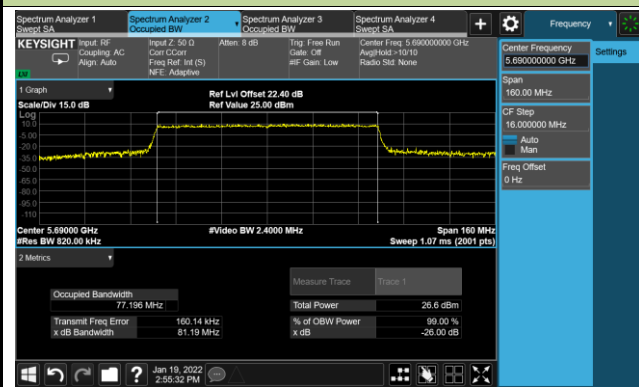 Spectrum Analyzer 1
Swept SA
Spectrum Analyzer 2
Occupied BW
Spectrum Analyzer 3
Occupied BW
Spectrum Analyzer 4
Swept SA
Frequency
KEYSIGHT
Input: RF
Coupling: AC
Align: Auto
Input Z: 50 Ω
Corr CCorr
Freq Ref: Int (S)
NFE: Adaptive
Atten: 8 dB
Trig: Free Run
Gate: Off
#IF Gain: Low
Center Freq: 5.690000000 GHz
Avg|Hold:>10/10
Radio Std: None
1 Graph
Scale/Div 15.0 dB
Ref Lvl Offset 22.40 dB
Ref Value 25.00 dBm
Log
10.0
-5.00
-20.0
-35.0
-50.0
-65.0
-80.0
-95.0
-110
Center 5.69000 GHz
#Res BW 820.00 kHz
#Video BW 2.4000 MHz
Span 160 MHz
Sweep 1.07 ms (2001 pts)
2 Metrics
Measure Trace
Trace 1
Occupied Bandwidth
77.196 MHz
Total Power
26.6 dBm
Transmit Freq Error
160.14 kHz
% of OBW Power
99.00 %
x dB Bandwidth
81.19 MHz
x dB
-26.00 dB
Center Frequency
5.690000000 GHz
Settings
Span
160.00 MHz
CF Step
16.000000 MHz
Auto
Man
Freq Offset
0 Hz
Jan 19, 2022
2:55:32 PM